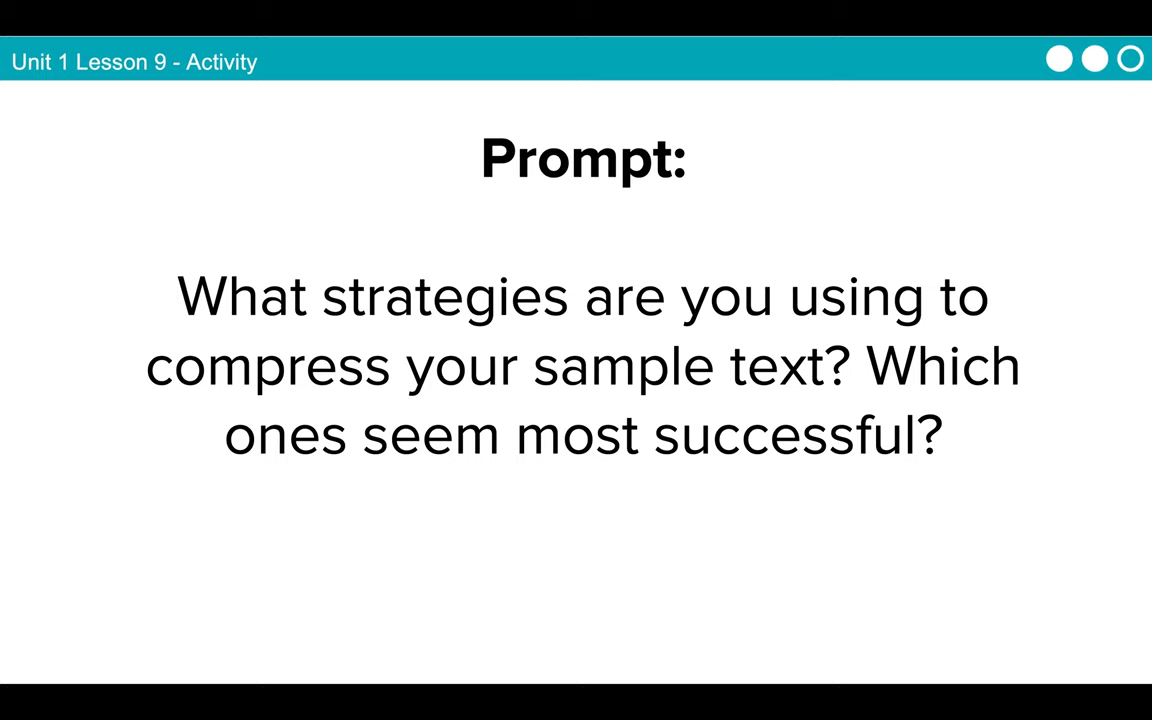 Unit 1 Lesson 9 - Activity
Prompt:
What strategies are you using to
compress your sample text? Which
ones seem most successful?